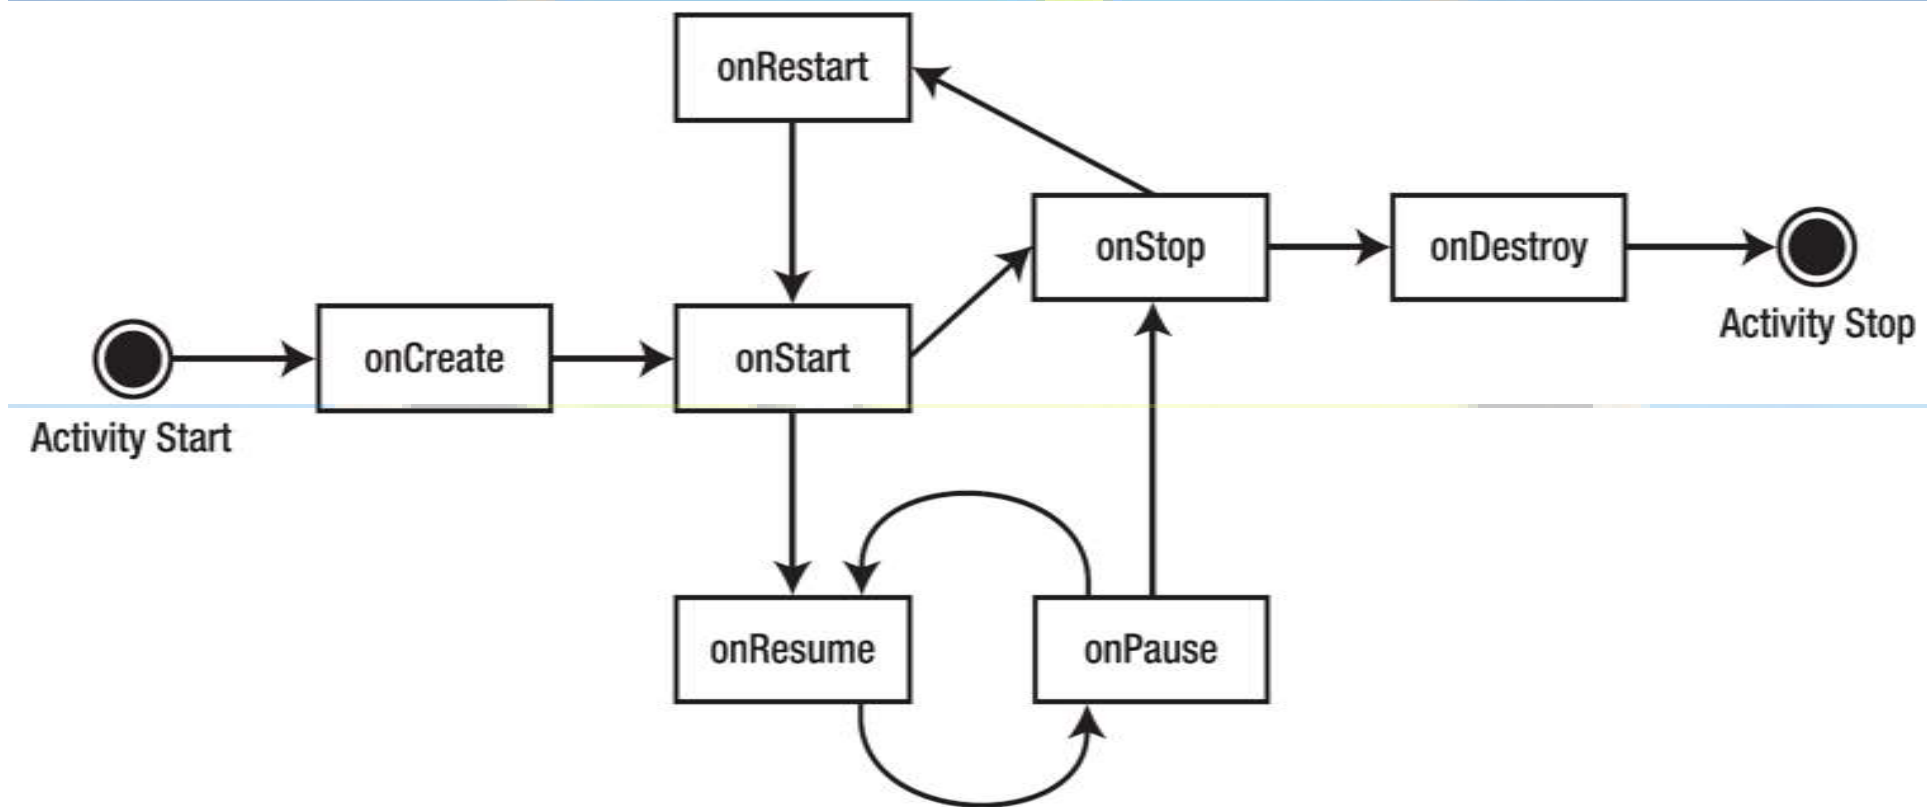 onRestart
onStop
onDestroy
Activity Stop
onCreate
onStart
Activity Start
onResume
onPause